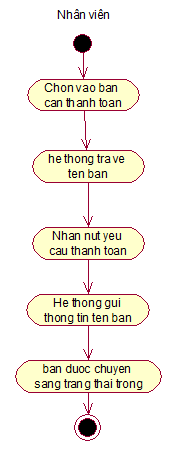 Nhân viên
Chon vao ban
can thanh toan
he thong tra ve
ten ban
Nhan nut yeu
cau thanh toan
He thong gui
thong tin ten ban
ban duoc chuyen
sang trang thai trong